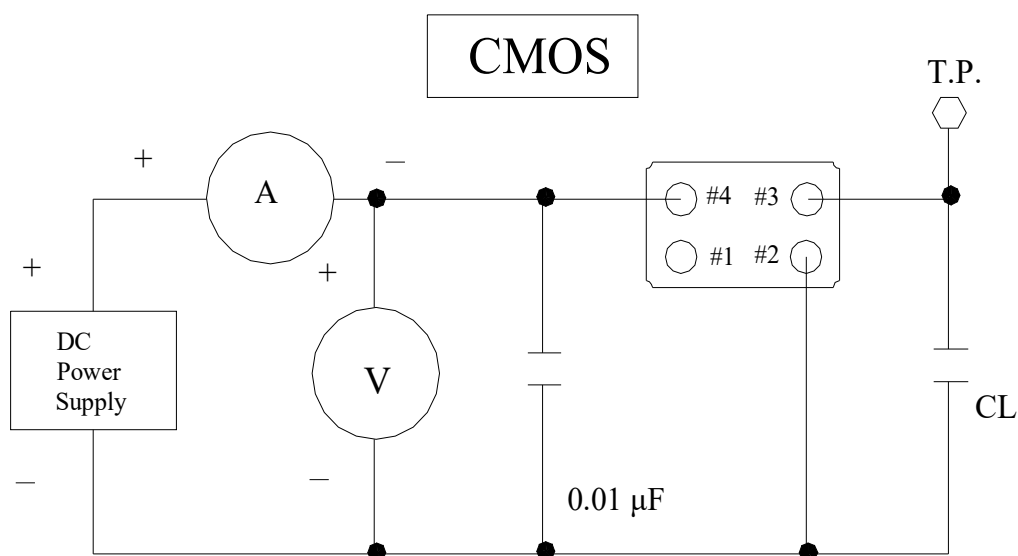 CMOS
T.P.
+
–
A
#4 #3
+
+
#1 #2
DC
Power
Supply
V
CL
–
–
0.01 μF